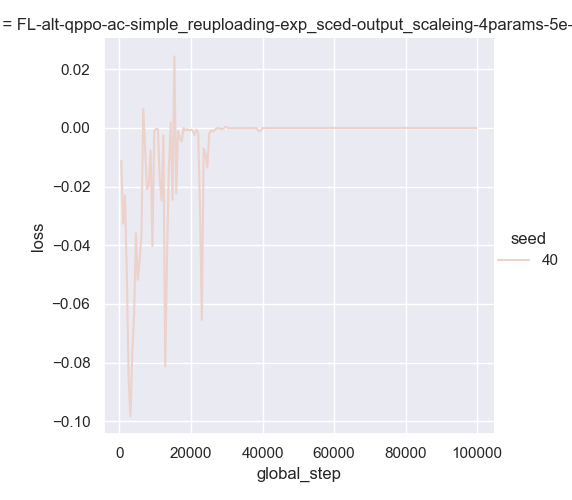 = FL-alt-qppo-ac-simple_reuploading-exp_sced-output_scaleing-4params-5e-
0.02
0.00
−0.02
−0.04
−0.06
−0.08
−0.10
loss
seed
40
0 20000 40000 60000 80000 100000
global_step